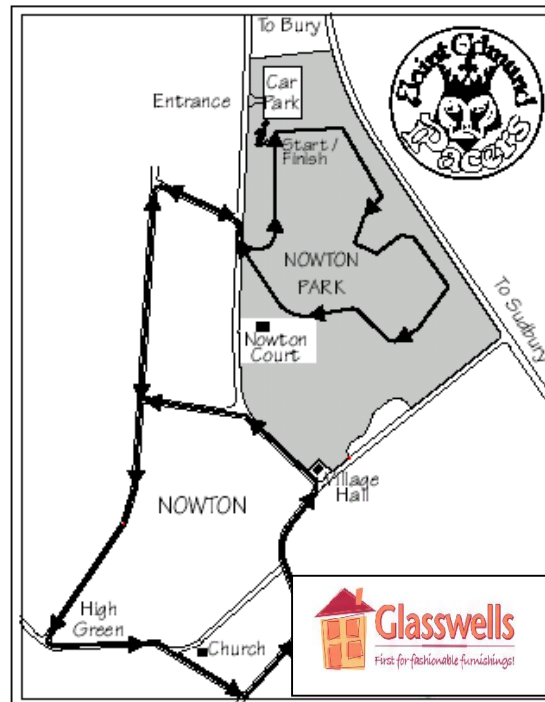 To Bury
Saint Edmund
Pacers
Car
Park
Entrance
Start /
Finish
NOWTON
PARK
To Sudbury
Nowton
Court
Village
Hall
NOWTON
High
Green
Church
Glasswells
First for fashionable furnishings!